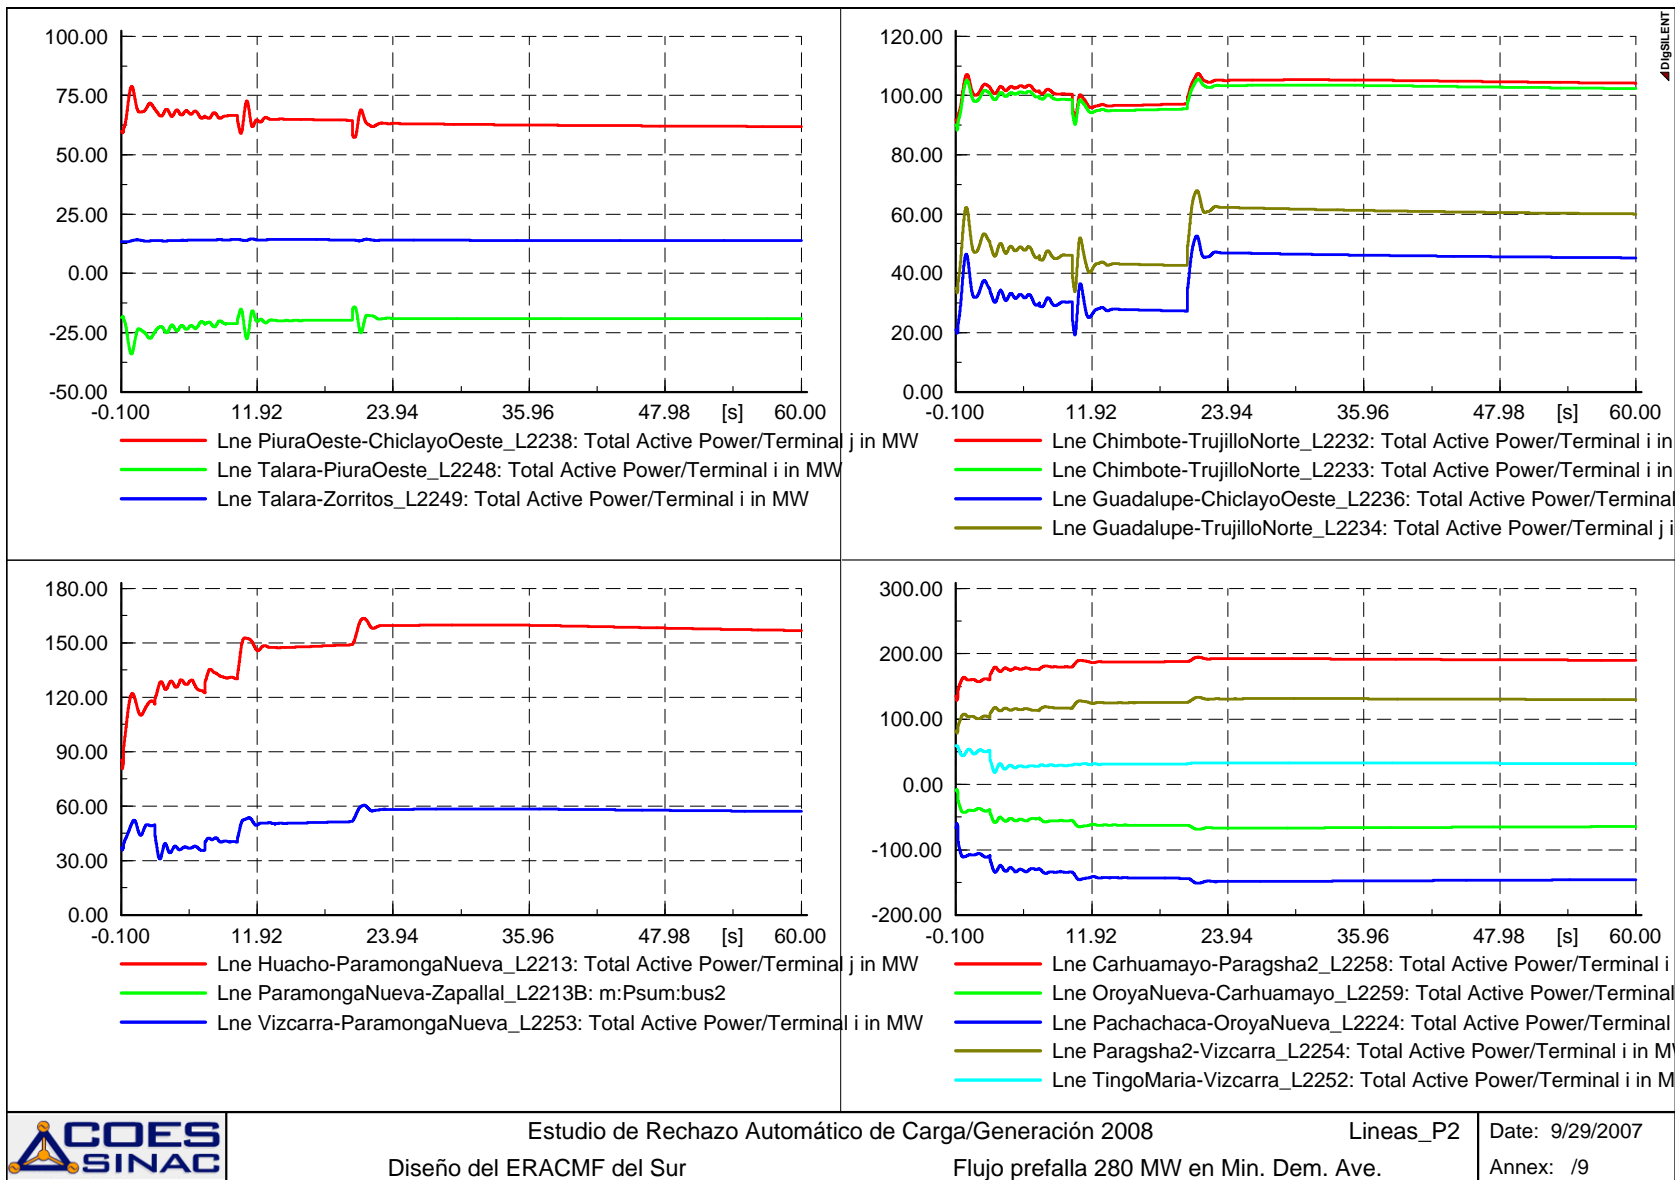 100.00
75.00
50.00
25.00
0.00
-25.00
-50.00
-0.100 11.92 23.94 35.96 47.98 [s] 60.00
Lne PiuraOeste-ChiclayoOeste_L2238: Total Active Power/Terminal j in MW
Lne Talara-PiuraOeste_L2248: Total Active Power/Terminal i in MW
Lne Talara-Zorritos_L2249: Total Active Power/Terminal i in MW
DIgSILENT
120.00
100.00
80.00
60.00
40.00
20.00
0.00
-0.100 11.92 23.94 35.96 47.98 [s] 60.00
Lne Chimbote-TrujilloNorte_L2232: Total Active Power/Terminal i in
Lne Chimbote-TrujilloNorte_L2233: Total Active Power/Terminal i in
Lne Guadalupe-ChiclayoOeste_L2236: Total Active Power/Terminal
Lne Guadalupe-TrujilloNorte_L2234: Total Active Power/Terminal j i
180.00
150.00
120.00
90.00
60.00
30.00
0.00
-0.100 11.92 23.94 35.96 47.98 [s] 60.00
Lne Huacho-ParamongaNueva_L2213: Total Active Power/Terminal j in MW
Lne ParamongaNueva-Zapallal_L2213B: m:Psum:bus2
Lne Vizcarra-ParamongaNueva_L2253: Total Active Power/Terminal i in MW
300.00
200.00
100.00
0.00
-100.00
-200.00
-0.100 11.92 23.94 35.96 47.98 [s] 60.00
Lne Carhuamayo-Paragsha2_L2258: Total Active Power/Terminal i
Lne OroyaNueva-Carhuamayo_L2259: Total Active Power/Terminal
Lne Pachachaca-OroyaNueva_L2224: Total Active Power/Terminal
Lne Paragsha2-Vizcarra_L2254: Total Active Power/Terminal i in M
Lne TingoMaria-Vizcarra_L2252: Total Active Power/Terminal i in M
COES
SINAC
Estudio de Rechazo Automático de Carga/Generación 2008 Lineas_P2
Diseño del ERACMF del Sur Flujo prefalla 280 MW en Min. Dem. Ave.
Date: 9/29/2007
Annex: /9